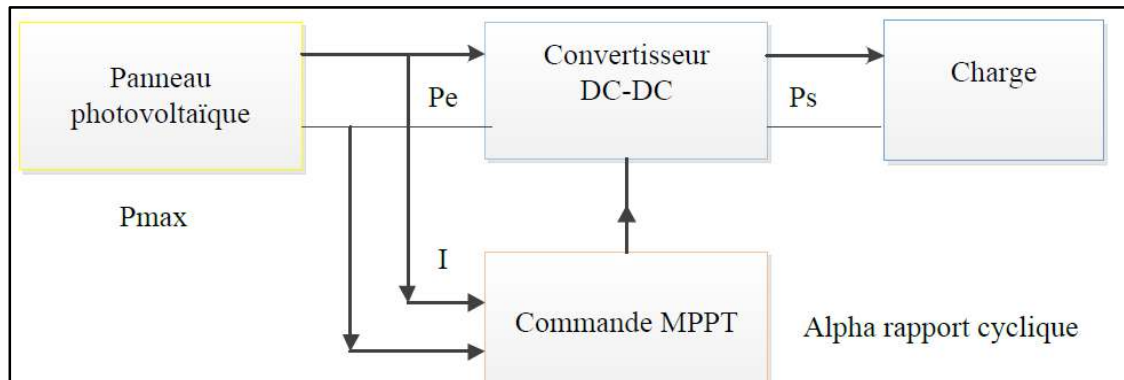 Panneau
photovoltaïque
Pe
Convertisseur
DC-DC
Ps
Charge
Pmax
I
Commande MPPT
Alpha rapport cyclique